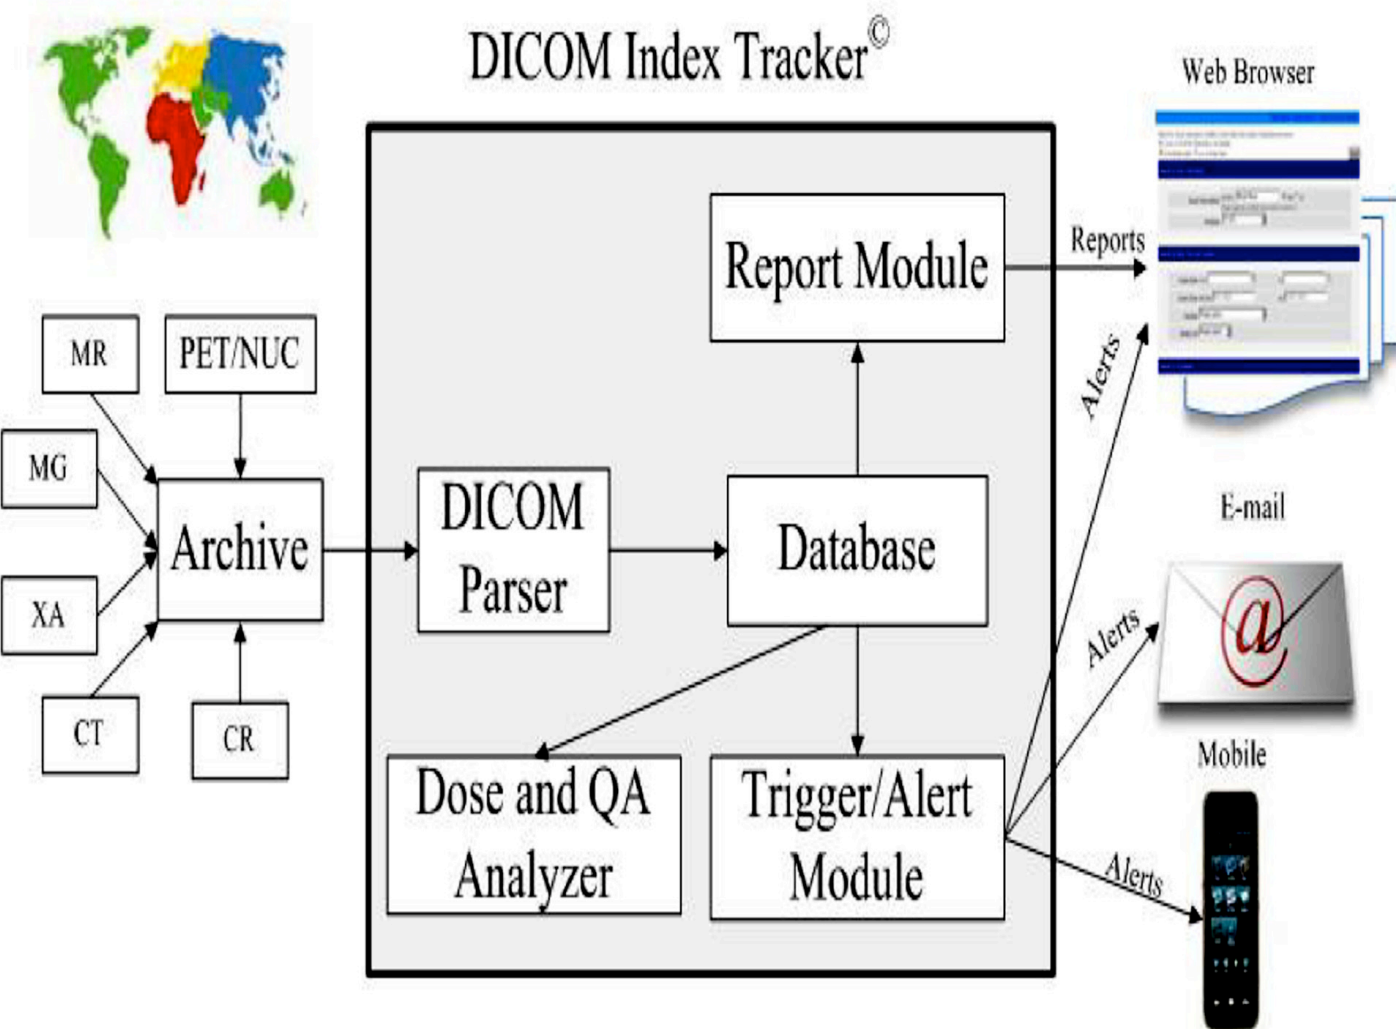 DICOM Index Tracker©
Web Browser
Report Module
Reports
MR
PET/NUC
Alerts
MG
Archive
DICOM
Parser
Database
E-mail
XA
@
Alerts
CT
CR
Dose and QA
Analyzer
Trigger/Alert
Module
Mobile
Alerts